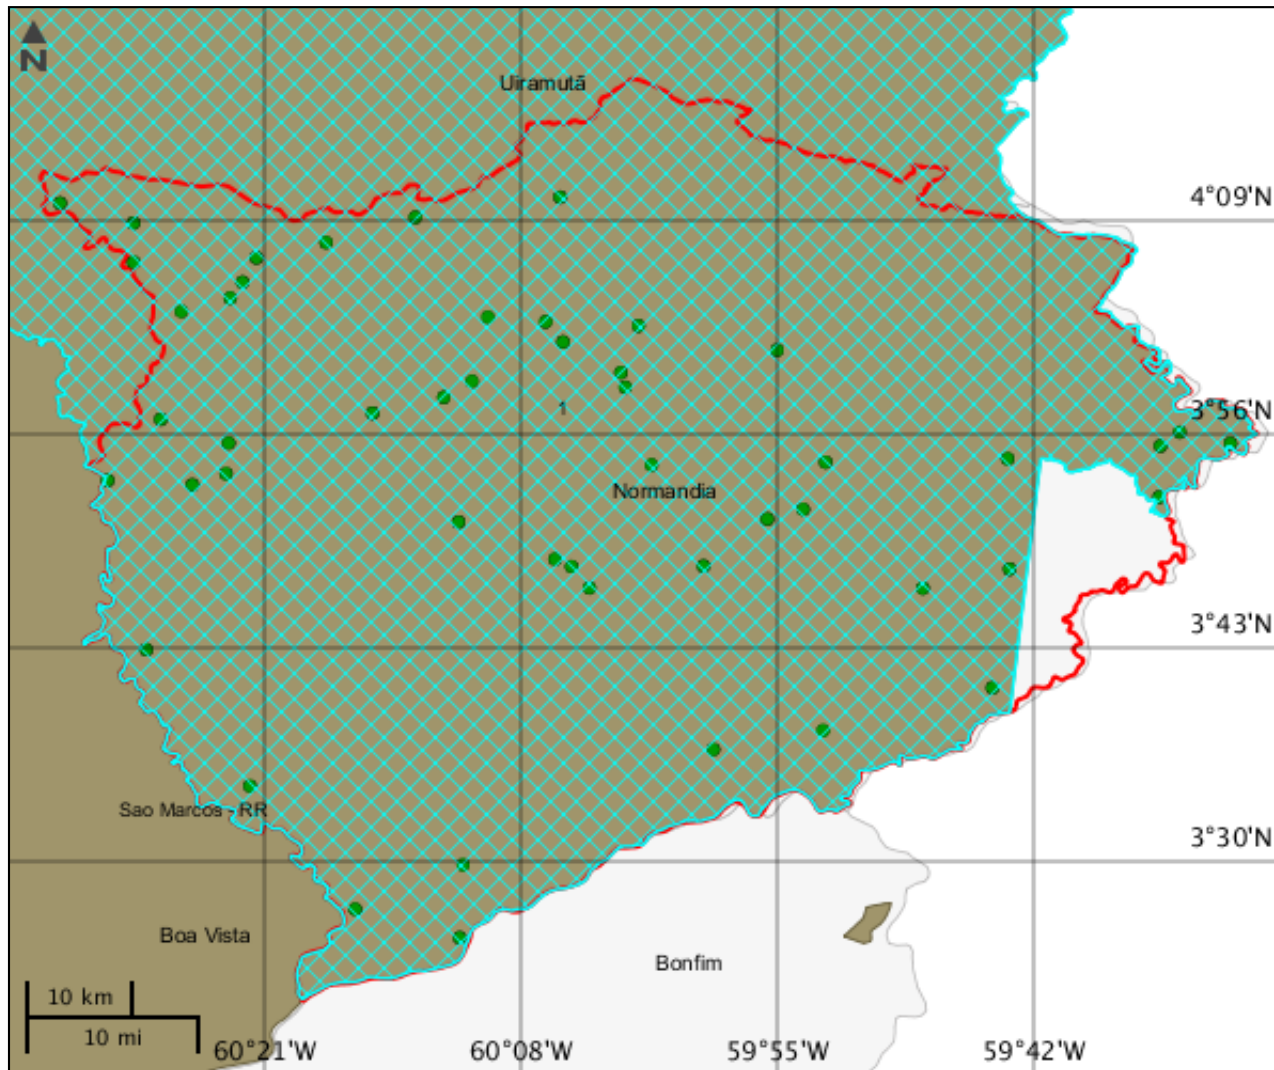 N
Uiramutã
4°09'N
3°56'N
1
Normandia
3°43'N
Sao Marcos - RR
3°30'N
Boa Vista
Bonfim
10 km
10 mi
60°21'W
60°08'W
59°55'W
59°42'W